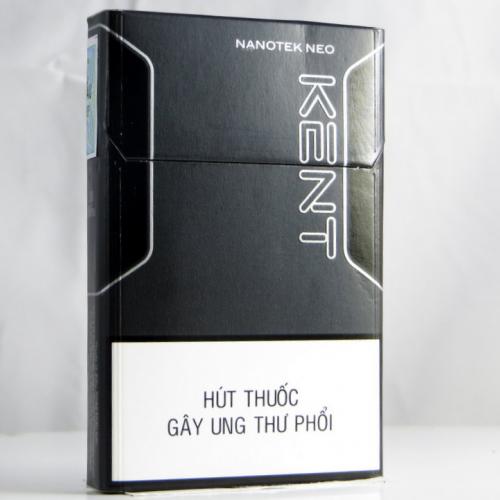 NANOTEK NEO
KENT
HÚT THUỐC
GÂY UNG THƯ PHỔI